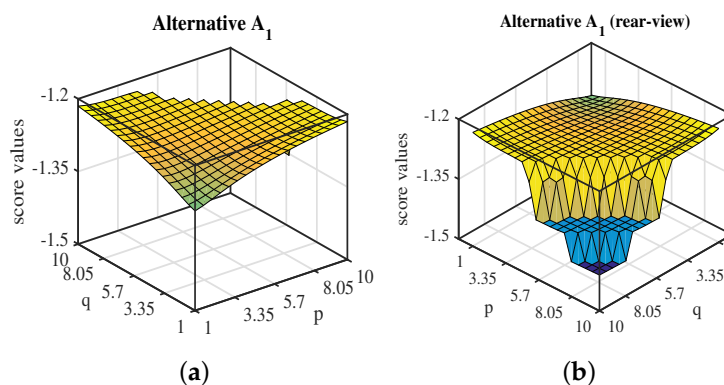 Alternative A1
Alternative A1 (rear-view)
-1.2
-1.35
-1.5
score values
10
8.05
5.7
3.35
1
q
1
3.35
5.7
8.05
10
p
-1.2
-1.35
-1.5
score values
1
3.35
5.7
8.05
10
p
10
8.05
5.7
3.35
1
q
(a)
(b)